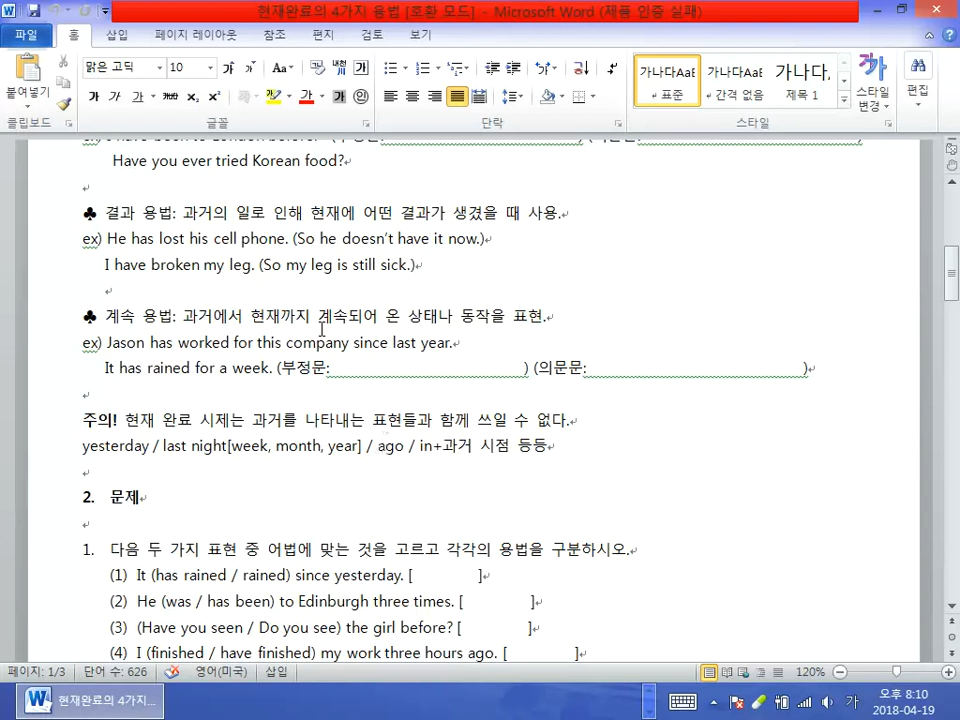 현재완료의 4가지 용법 [호환 모드] - Microsoft Word (제품 인증 실패)
파일 홈 삽입 페이지 레이아웃 참조 편지 검토 보기
붙여넣기
맑은 고딕 10
가나다AaB 가나다AaB 가나다.
표준 간격 없음 제목 1
스타일 변경
편집
클립보드 글꼴 단락 스타일
Have you ever tried Korean food?
♣ 결과 용법: 과거의 일로 인해 현재에 어떤 결과가 생겼을 때 사용.
ex) He has lost his cell phone. (So he doesn't have it now.)
I have broken my leg. (So my leg is still sick.)
♣ 계속 용법: 과거에서 현재까지 계속되어 온 상태나 동작을 표현.
ex) Jason has worked for this company since last year.
It has rained for a week. (부정문: ) (의문문: )
주의! 현재 완료 시제는 과거를 나타내는 표현들과 함께 쓰일 수 없다.
yesterday / last night[week, month, year] / ago / in+과거 시점 등등
2. 문제
1. 다음 두 가지 표현 중 어법에 맞는 것을 고르고 각각의 용법을 구분하시오.
(1) It (has rained / rained) since yesterday. [ ]
(2) He (was / has been) to Edinburgh three times. [ ]
(3) (Have you seen / Do you see) the girl before? [ ]
(4) I (finished / have finished) my work three hours ago. [ ]
페이지: 1/3 단어 수: 626 영어(미국) 삽입 120%
현재완료의 4가지...
가 오후 8:10
2018-04-19